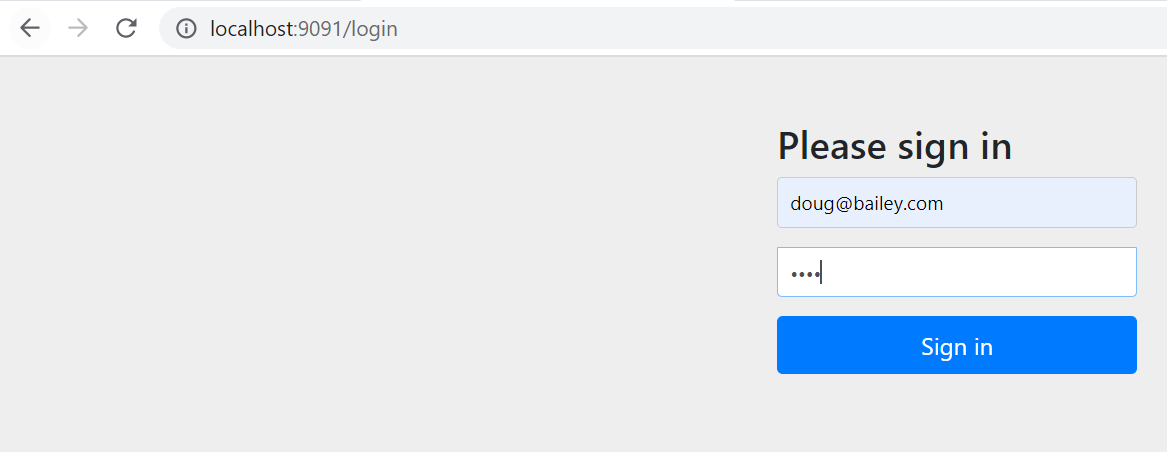 localhost:9091/login
Please sign in
doug@bailey.com
••••
Sign in